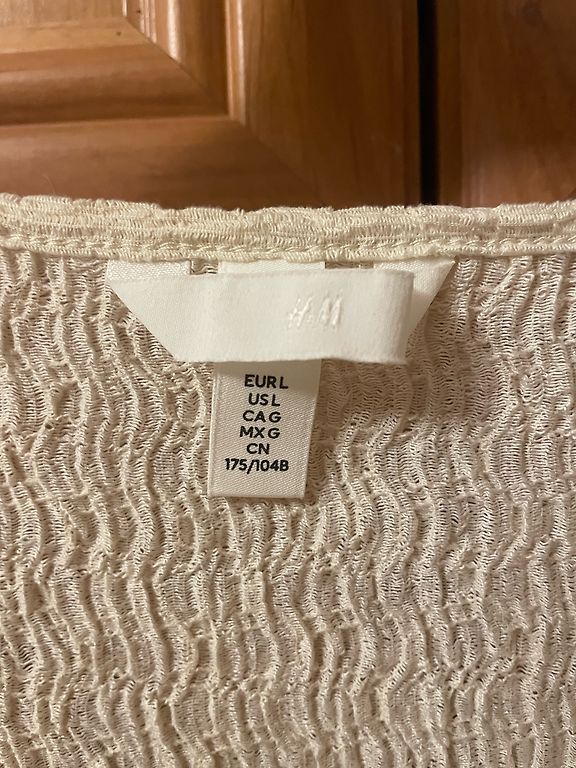 H&M
EUR L
US L
CA G
MX G
CN
175/104B